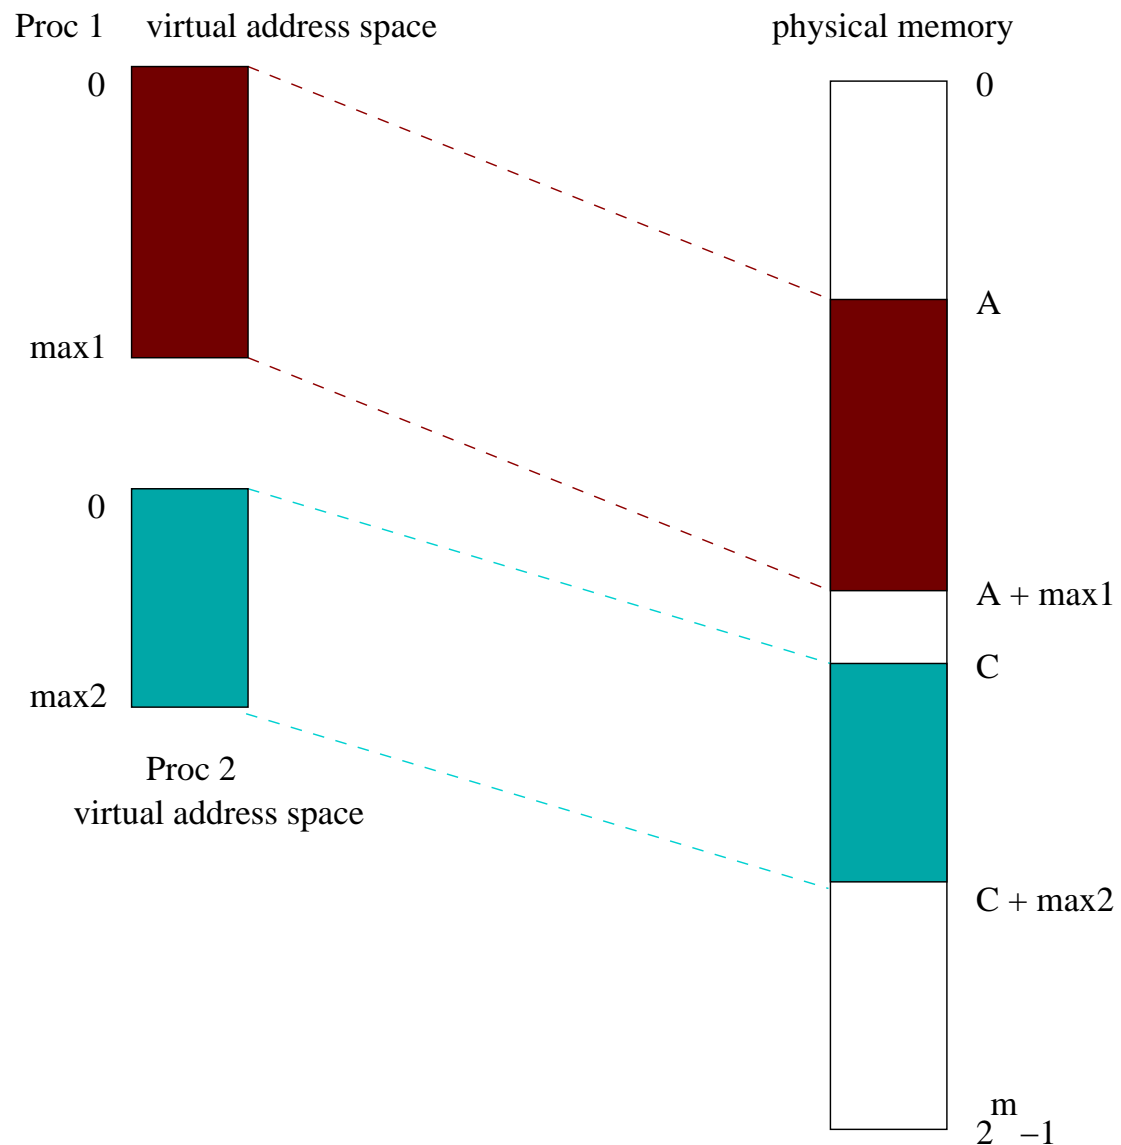 Proc 1 virtual address space
physical memory
0
max1
0
max2
Proc 2
virtual address space
0
A
A + max1
C
C + max2
2^m −1